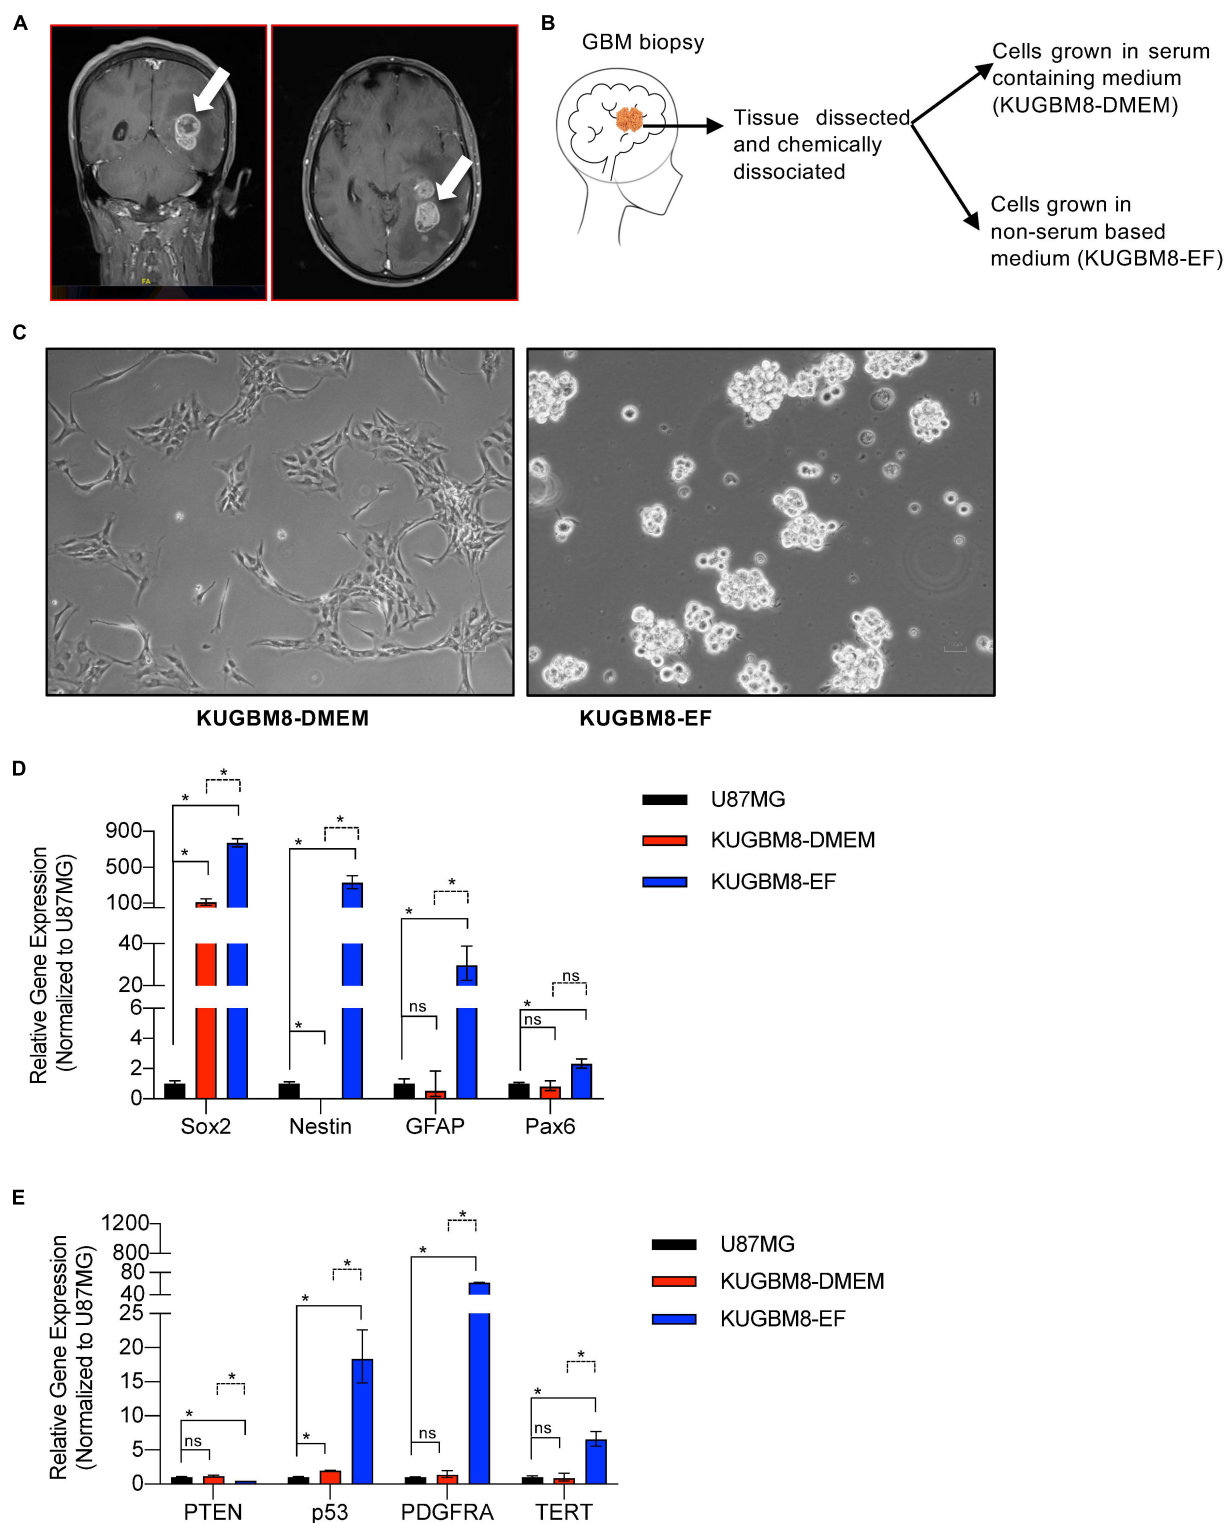 A
FA
B
GBM biopsy
Tissue dissected
and chemically
dissociated
Cells grown in serum
containing medium
(KUGBM8-DMEM)
Cells grown in
non-serum based
medium (KUGBM8-EF)
C
KUGBM8-DMEM
KUGBM8-EF
D
Relative Gene Expression
(Normalized to U87MG)
900
500
100
40
20
6
4
2
0
*
*
*
*
*
*
*
*
ns
ns
*
ns
Sox2
Nestin
GFAP
Pax6
U87MG
KUGBM8-DMEM
KUGBM8-EF
E
Relative Gene Expression
(Normalized to U87MG)
1200
800
80
40
25
20
15
10
5
0
*
*
ns
*
*
*
*
*
ns
*
*
ns
PTEN
p53
PDGFRA
TERT
U87MG
KUGBM8-DMEM
KUGBM8-EF